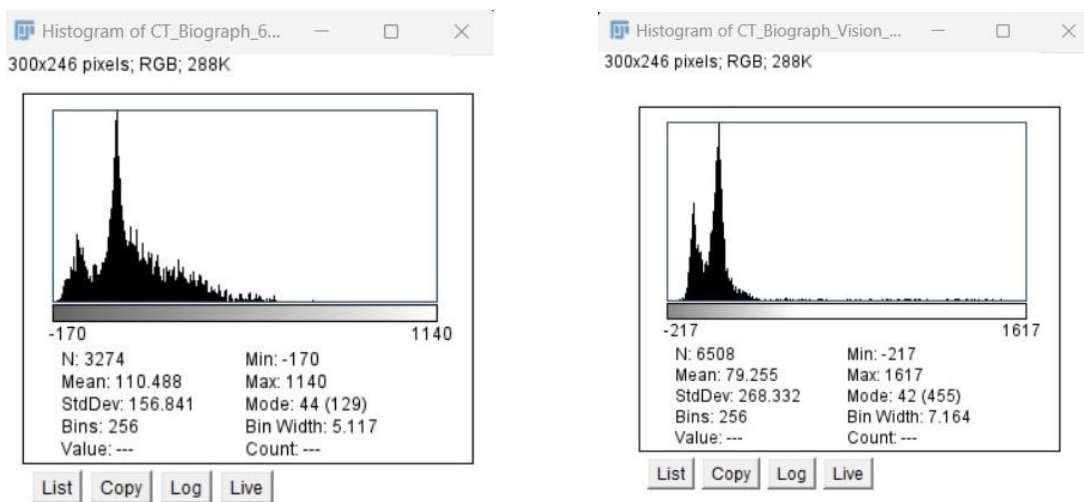 Histogram of CT_Biograph_6...
300x246 pixels; RGB; 288K
-170 1140
N: 3274 Min: -170
Mean: 110.488 Max: 1140
StdDev: 156.841 Mode: 44 (129)
Bins: 256 Bin Width: 5.117
Value: --- Count: ---
List Copy Log Live
Histogram of CT_Biograph_Vision_...
300x246 pixels; RGB; 288K
-217 1617
N: 6508 Min: -217
Mean: 79.255 Max: 1617
StdDev: 268.332 Mode: 42 (455)
Bins: 256 Bin Width: 7.164
Value: --- Count: ---
List Copy Log Live